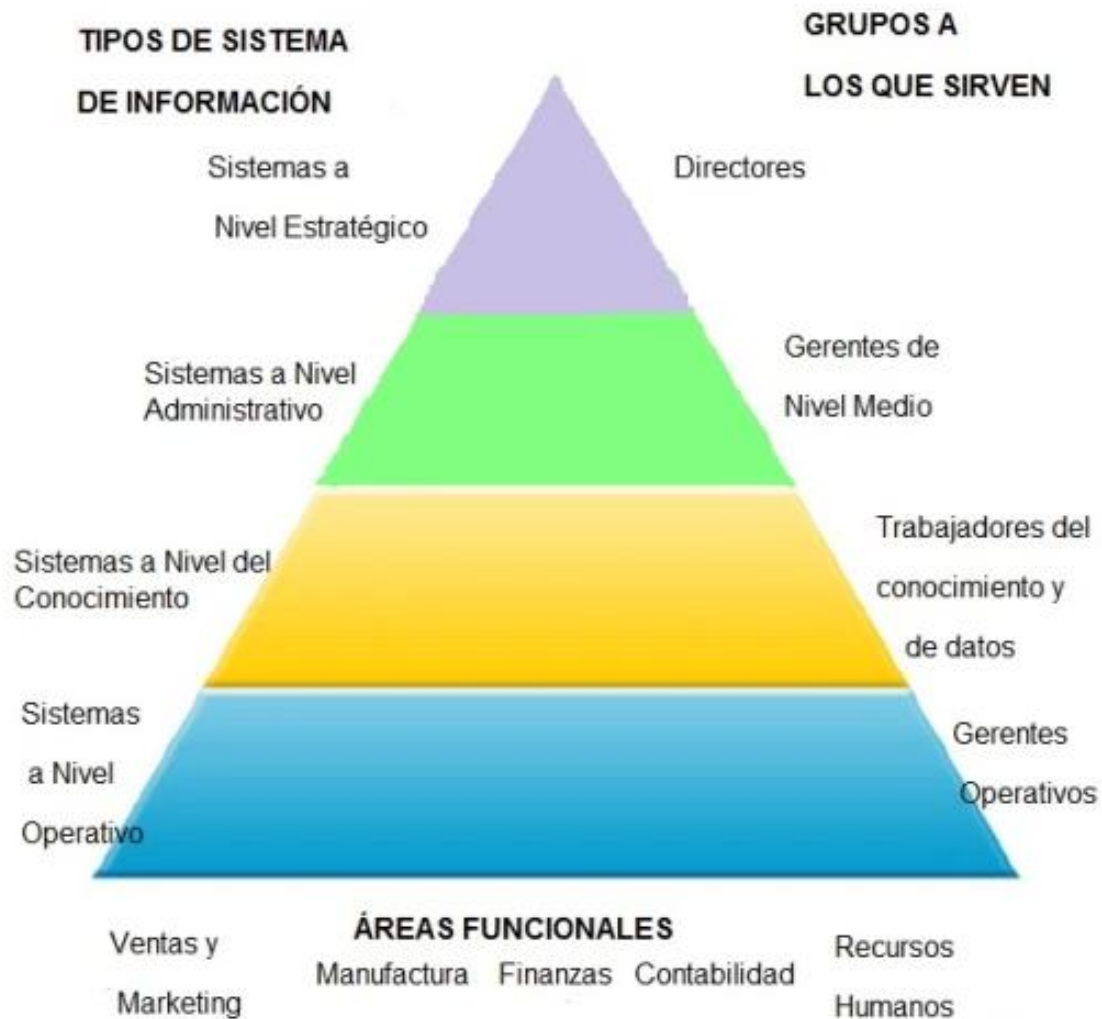 TIPOS DE SISTEMA
DE INFORMACIÓN
GRUPOS A
LOS QUE SIRVEN
Sistemas a
Nivel Estratégico
Directores
Sistemas a Nivel
Administrativo
Gerentes de
Nivel Medio
Sistemas a Nivel del
Conocimiento
Trabajadores del
conocimiento y
de datos
Sistemas
a Nivel
Operativo
Gerentes
Operativos
ÁREAS FUNCIONALES
Ventas y
Marketing
Manufactura Finanzas Contabilidad
Recursos
Humanos